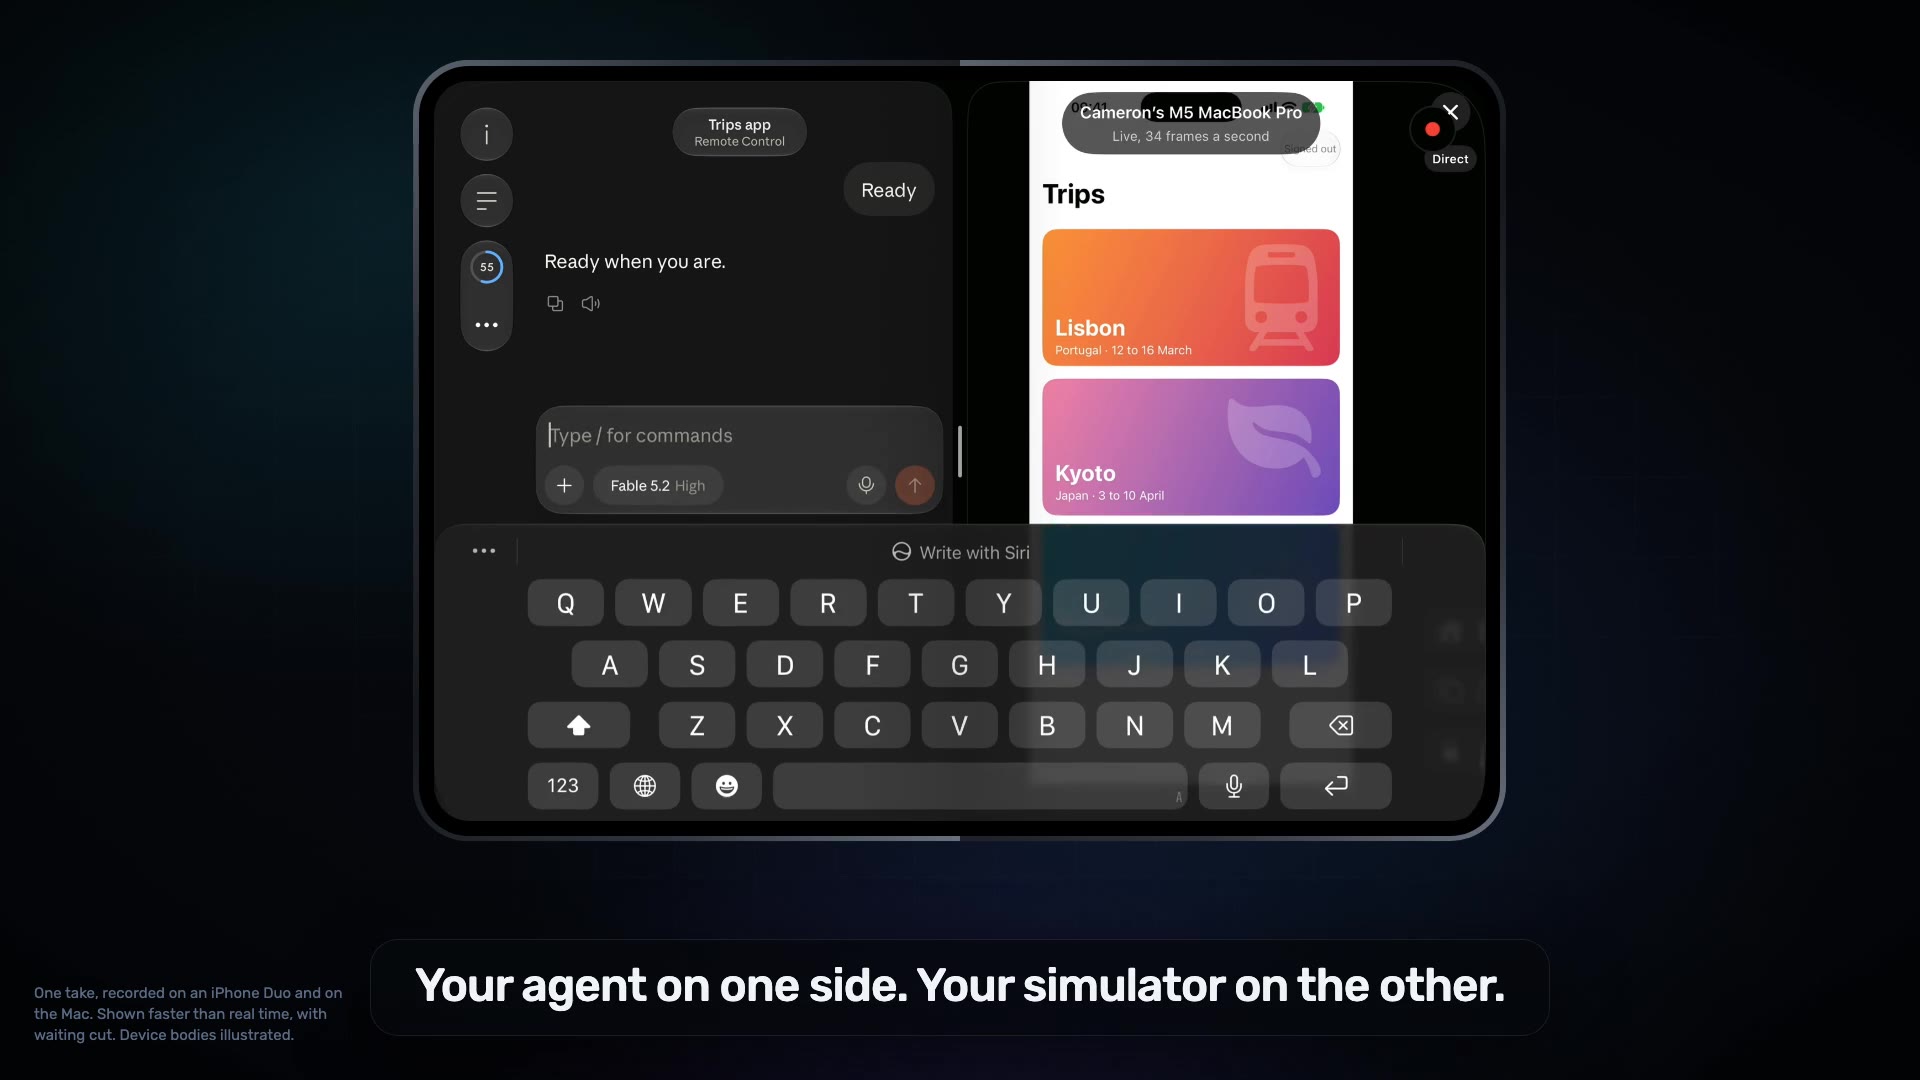 Trips app
Remote Control
Ready
Ready when you are.
55
Type / for commands
Fable 5.2 High
Cameron's M5 MacBook Pro
Live, 34 frames a second
Signed out
Direct
Trips
Lisbon
Portugal · 12 to 16 March
Kyoto
Japan · 3 to 10 April
Write with Siri
Q W E R T Y U I O P
A S D F G H J K L
Z X C V B N M
123
Your agent on one side. Your simulator on the other.
One take, recorded on an iPhone Duo and on
the Mac. Shown faster than real time, with
waiting cut. Device bodies illustrated.